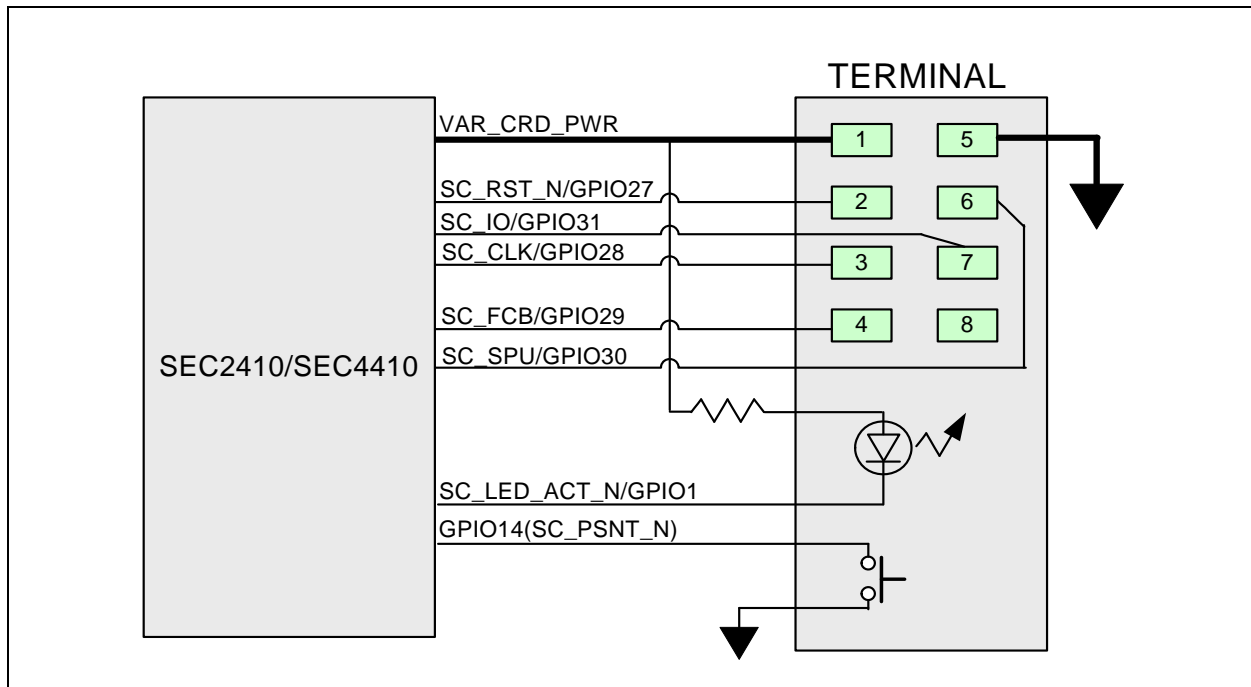 TERMINAL
VAR_CRD_PWR
1
5
SC_RST_N/GPIO27
2
6
SC_IO/GPIO31
SC_CLK/GPIO28
3
7
SC_FCB/GPIO29
4
8
SC_SPU/GPIO30
SEC2410/SEC4410
SC_LED_ACT_N/GPIO1
GPIO14(SC_PSNT_N)